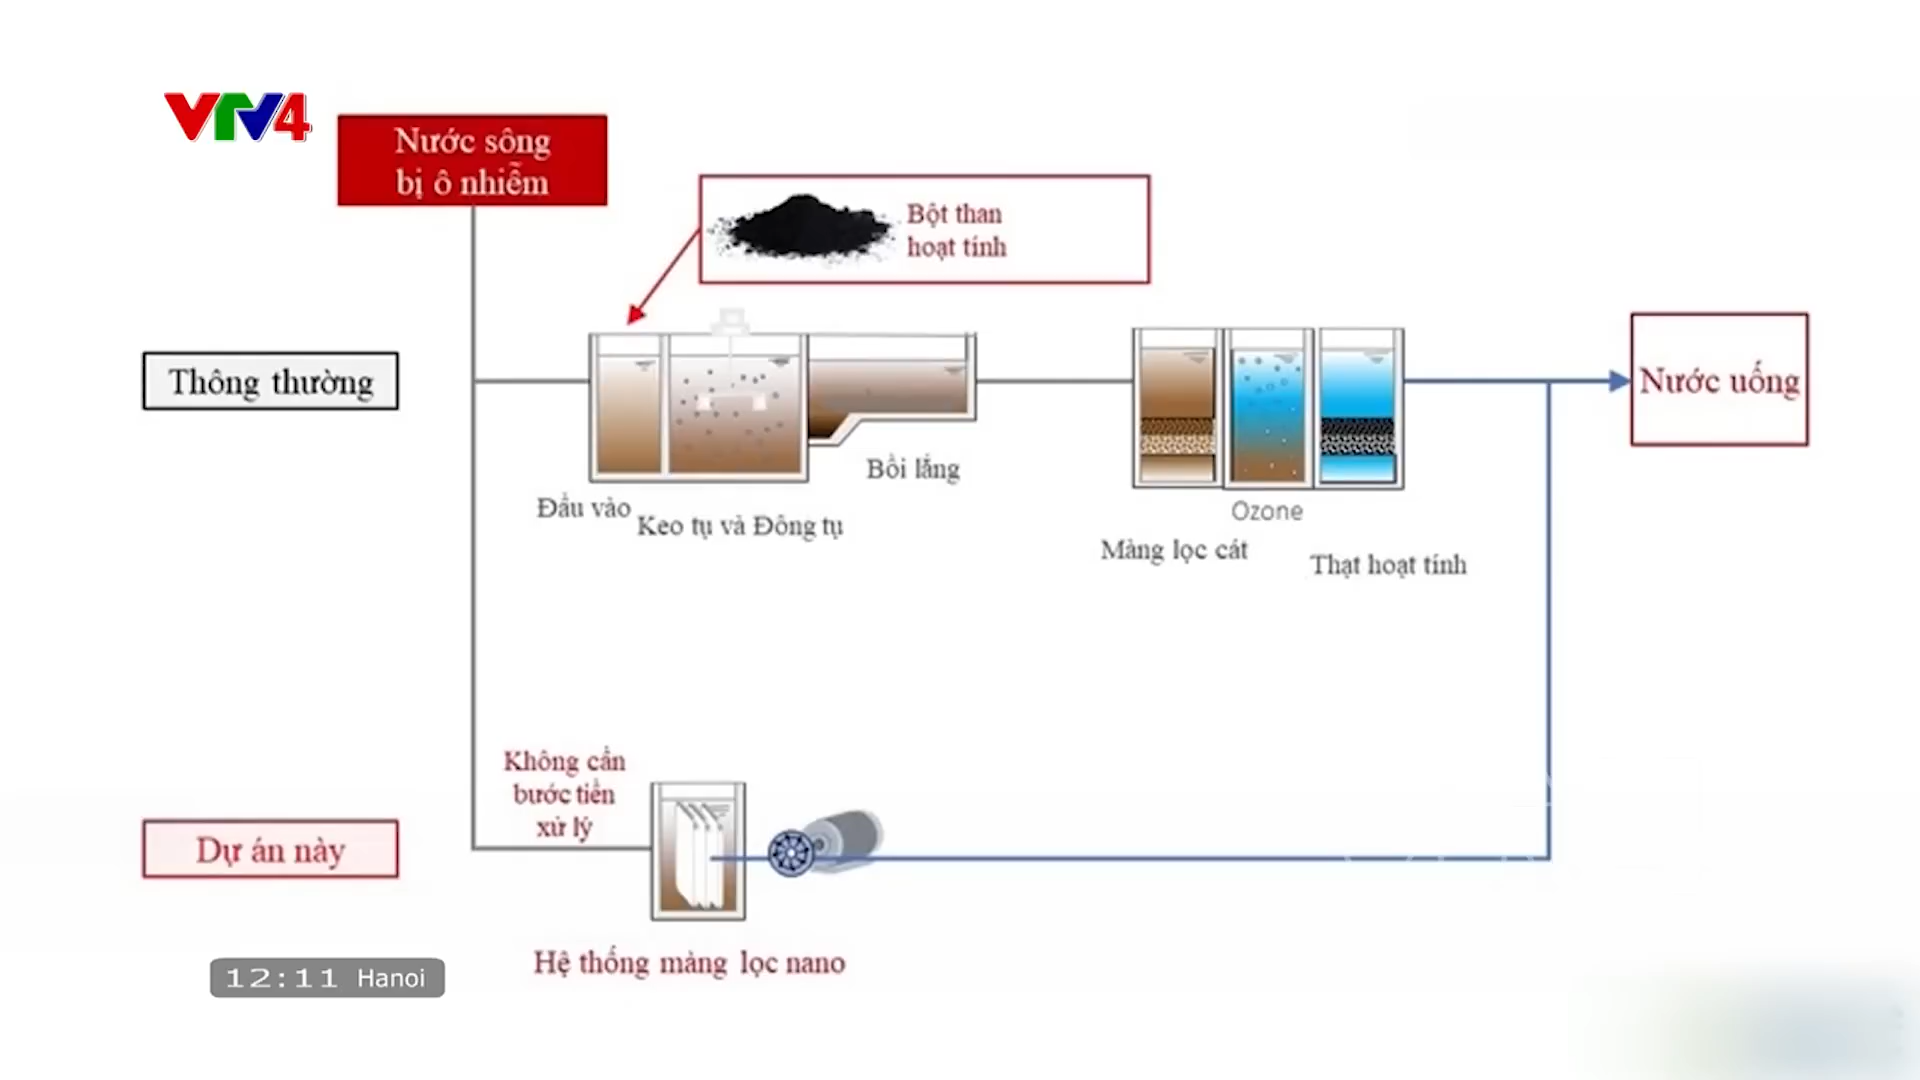 VTV4
Nước sông
bị ô nhiễm
Bột than
hoạt tính
Thông thường
Nước uống
Bồi lắng
Đầu vào
Keo tụ và Đông tụ
Ozone
Màng lọc cát
Thạt hoạt tính
Không cần
bước tiền
xử lý
Dự án này
Hệ thống màng lọc nano
12:11 Hanoi